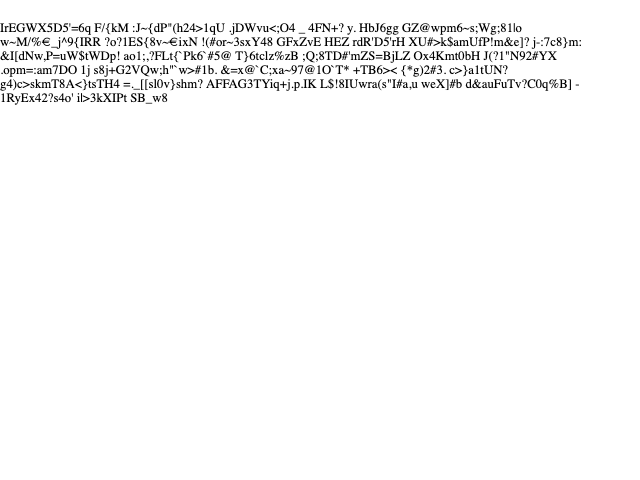 IrEGWX5D5'=6q F/{kM :J~{dP"(h24>1qU .jDWvu<;O4 _ 4FN+? y. HbJ6gg GZ@wpm6~s;Wg;81lo
w~M/%€_j^9{IRR ?o?1ES{8v~€ixN !(#or~3sxY48 GFxZvE HEZ rdR'D5'rH XU#>k$amUfP!m&e]? j-:7c8}m:
&I[dNw,P=uW$tWDp! ao1;,?FLt{`Pk6`#5@ T}6tclz%zB ;Q;8TD#'mZS=BjLZ Ox4Kmt0bH J(?1"N92#YX
.opm=:am7DO 1j s8j+G2VQw;h"`w>#1b. &=x@`C;xa~97@1O`T* +TB6>< {*g)2#3. c>}a1tUN?
g4)c>skmT8A<}tsTH4 =._[[sl0v}shm? AFFAG3TYiq+j.p.IK L$!8IUwra(s"I#a,u weX]#b d&auFuTv?C0q%B] -
1RyEx42?s4o' il>3kXIPt SB_w8